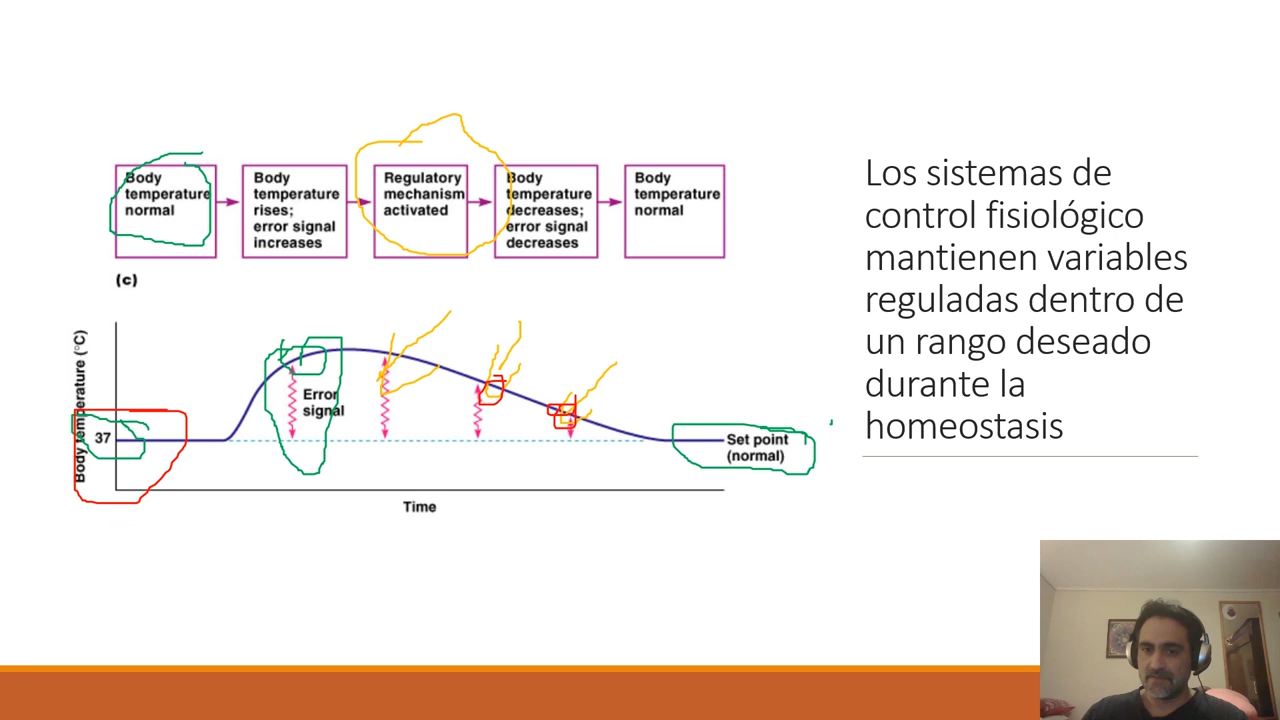 Body
temperature
normal
Body
temperature
rises;
error signal
increases
Regulatory
mechanism
activated
Body
temperature
decreases;
error signal
decreases
Body
temperature
normal
(c)
Body temperature (°C)
37
Error
signal
Set point
(normal)
Time
Los sistemas de
control fisiológico
mantienen variables
reguladas dentro de
un rango deseado
durante la
homeostasis